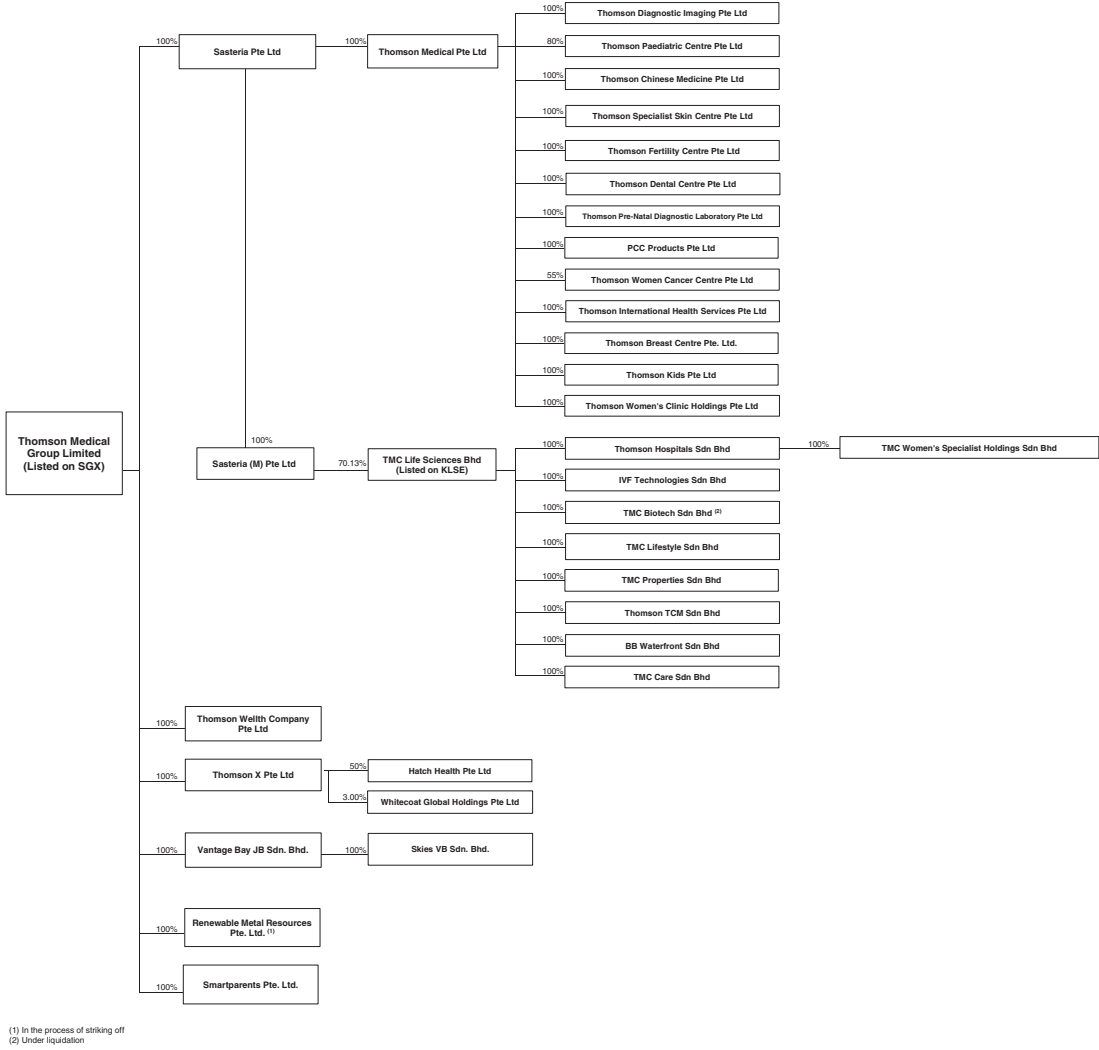 100%
Thomson Diagnostic Imaging Pte Ltd
100%
Sasteria Pte Ltd
100%
Thomson Medical Pte Ltd
80%
Thomson Paediatric Centre Pte Ltd
100%
Thomson Chinese Medicine Pte Ltd
100%
Thomson Specialist Skin Centre Pte Ltd
100%
Thomson Fertility Centre Pte Ltd
100%
Thomson Dental Centre Pte Ltd
100%
Thomson Pre-Natal Diagnostic Laboratory Pte Ltd
100%
PCC Products Pte Ltd
55%
Thomson Women Cancer Centre Pte Ltd
100%
Thomson International Health Services Pte Ltd
100%
Thomson Breast Centre Pte. Ltd.
100%
Thomson Kids Pte Ltd
100%
Thomson Women's Clinic Holdings Pte Ltd
Thomson Medical
Group Limited
(Listed on SGX)
100%
Sasteria (M) Pte Ltd
70.13%
TMC Life Sciences Bhd
(Listed on KLSE)
100%
Thomson Hospitals Sdn Bhd
100%
TMC Women's Specialist Holdings Sdn Bhd
100%
IVF Technologies Sdn Bhd
100%
TMC Biotech Sdn Bhd (2)
100%
TMC Lifestyle Sdn Bhd
100%
TMC Properties Sdn Bhd
100%
Thomson TCM Sdn Bhd
100%
BB Waterfront Sdn Bhd
100%
TMC Care Sdn Bhd
100%
Thomson Wellth Company
Pte Ltd
100%
Thomson X Pte Ltd
50%
Hatch Health Pte Ltd
3.00%
Whitecoat Global Holdings Pte Ltd
100%
Vantage Bay JB Sdn. Bhd.
100%
Skies VB Sdn. Bhd.
100%
Renewable Metal Resources
Pte. Ltd. (1)
100%
Smartparents Pte. Ltd.
(1) In the process of striking off
(2) Under liquidation